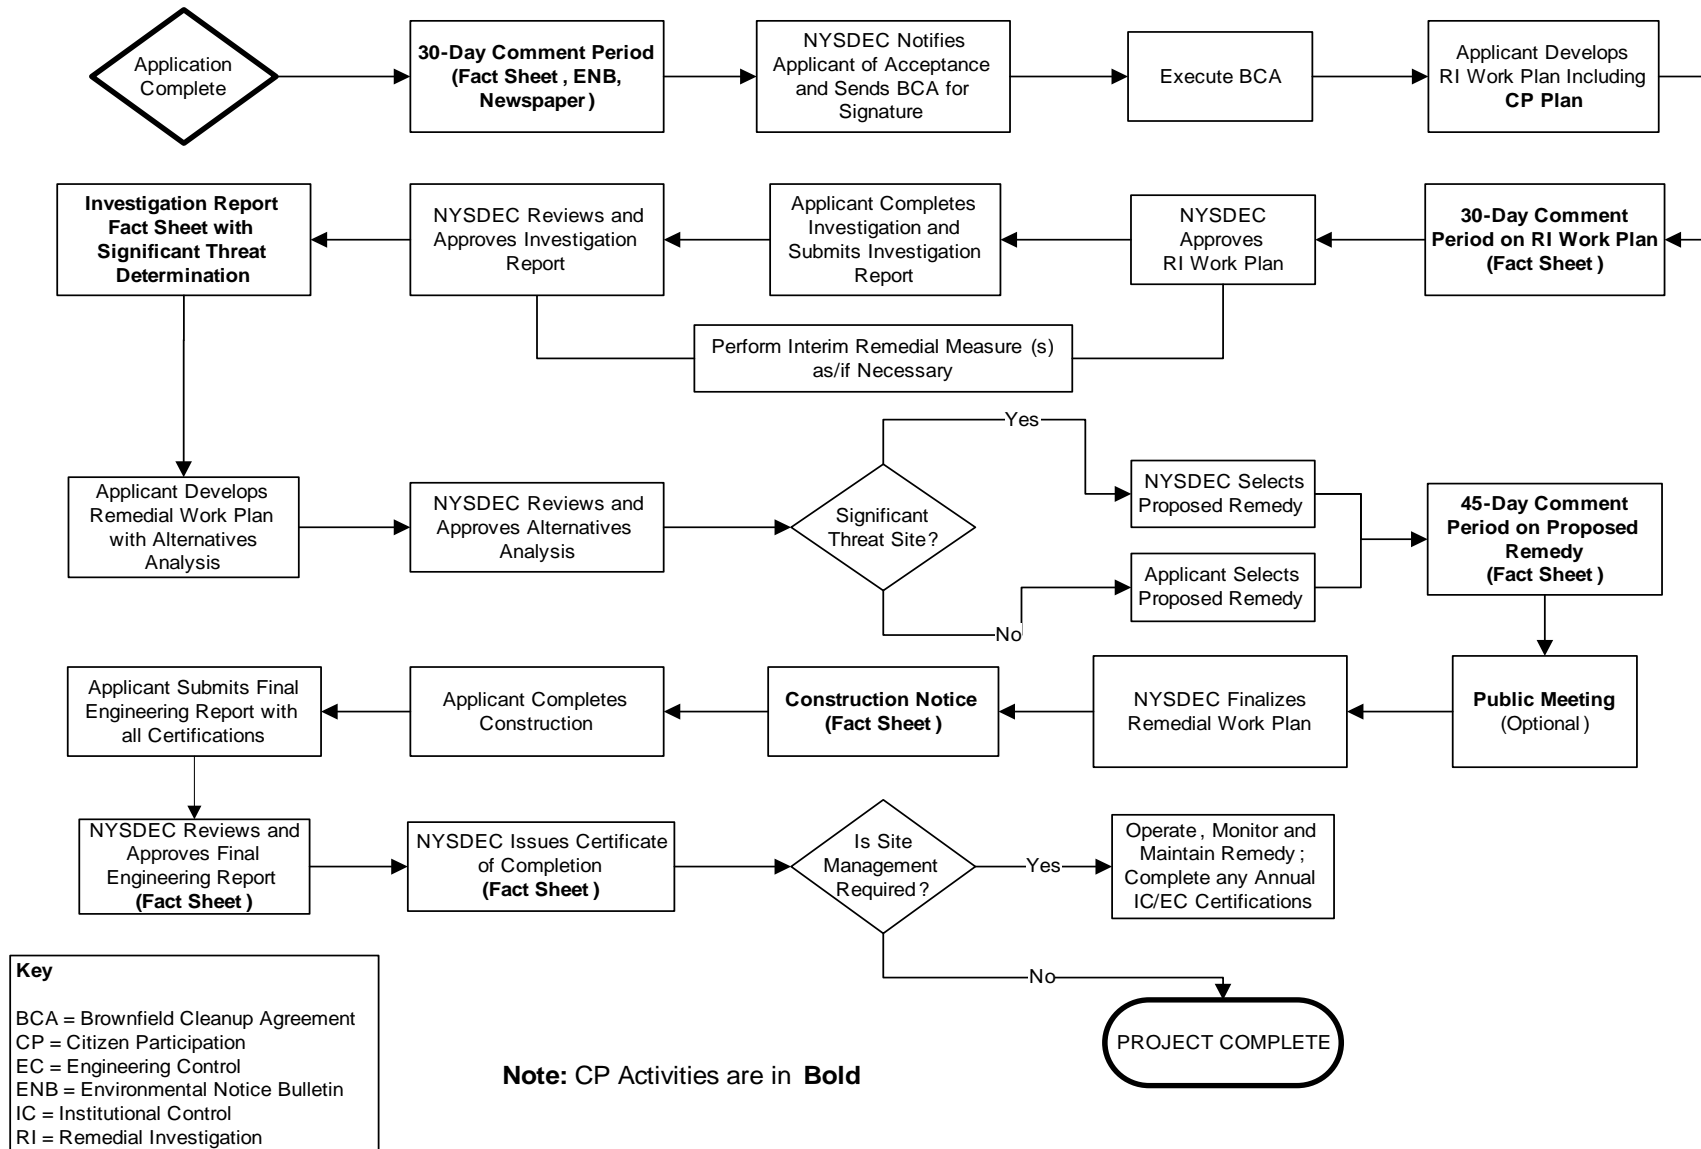 Application
Complete
30-Day Comment Period
(Fact Sheet , ENB,
Newspaper )
NYSDEC Notifies
Applicant of Acceptance
and Sends BCA for
Signature
Execute BCA
Applicant Develops
RI Work Plan Including
CP Plan
30-Day Comment
Period on RI Work Plan
(Fact Sheet )
NYSDEC
Approves
RI Work Plan
Applicant Completes
Investigation and
Submits Investigation
Report
NYSDEC Reviews and
Approves Investigation
Report
Investigation Report
Fact Sheet with
Significant Threat
Determination
Perform Interim Remedial Measure (s)
as/if Necessary
Applicant Develops
Remedial Work Plan
with Alternatives
Analysis
NYSDEC Reviews and
Approves Alternatives
Analysis
Significant
Threat Site?
Yes
No
NYSDEC Selects
Proposed Remedy
Applicant Selects
Proposed Remedy
45-Day Comment
Period on Proposed
Remedy
(Fact Sheet )
Public Meeting
(Optional )
NYSDEC Finalizes
Remedial Work Plan
Construction Notice
(Fact Sheet )
Applicant Completes
Construction
Applicant Submits Final
Engineering Report with
all Certifications
NYSDEC Reviews and
Approves Final
Engineering Report
(Fact Sheet )
NYSDEC Issues Certificate
of Completion
(Fact Sheet )
Is Site
Management
Required?
Yes
Operate , Monitor and
Maintain Remedy ;
Complete any Annual
IC/EC Certifications
No
PROJECT COMPLETE
Key
BCA = Brownfield Cleanup Agreement
CP = Citizen Participation
EC = Engineering Control
ENB = Environmental Notice Bulletin
IC = Institutional Control
RI = Remedial Investigation
Note: CP Activities are in Bold